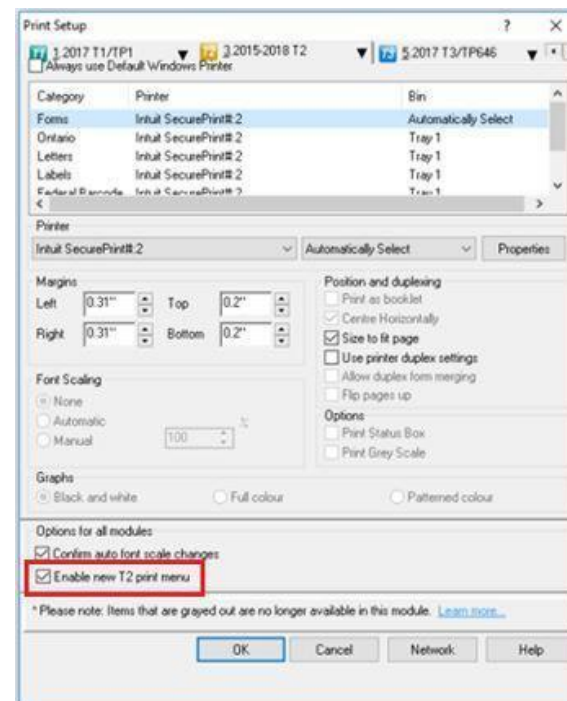 Print Setup ? ×
1 2017 T1/TP1 3 2015-2018 T2 5 2017 T3/TP646
Always use Default Windows Printer
Category Printer Bin
Forms Intuit SecurePrint#:2 Automatically Select
Ontario Intuit SecurePrint#:2 Tray 1
Letters Intuit SecurePrint#:2 Tray 1
Labels Intuit SecurePrint#:2 Tray 1
Federal Barcode Intuit SecurePrint#:2 Tray 1
Printer
Intuit SecurePrint#:2 Automatically Select Properties
Margins
Left 0.31" Top 0.2"
Right 0.31" Bottom 0.2"
Position and duplexing
Print as booklet
Centre Horizontally
Size to fit page
Use printer duplex settings
Allow duplex form merging
Flip pages up
Font Scaling
None
Automatic
Manual 100 %
Options
Print Status Box
Print Grey Scale
Graphs
Black and white Full colour Patterned colour
Options for all modules
Confirm auto font scale changes
Enable new T2 print menu
* Please note: Items that are grayed out are no longer available in this module. Learn more...
OK Cancel Network Help